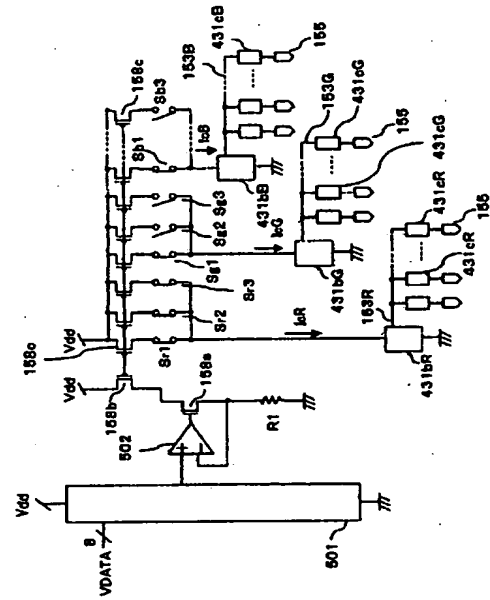 431cB
153B
155
158c
Sb3
Sb1
IcB
431bB
153G
431cG
155
431cG
Sg3
Sg2
Sg1
IcG
431bG
431cR
155
431cR
153R
Sr3
Sr2
Sr1
IcR
431bR
Vdd
158c
Vdd
158b
158a
502
R1
Vdd
8
VDATA
501